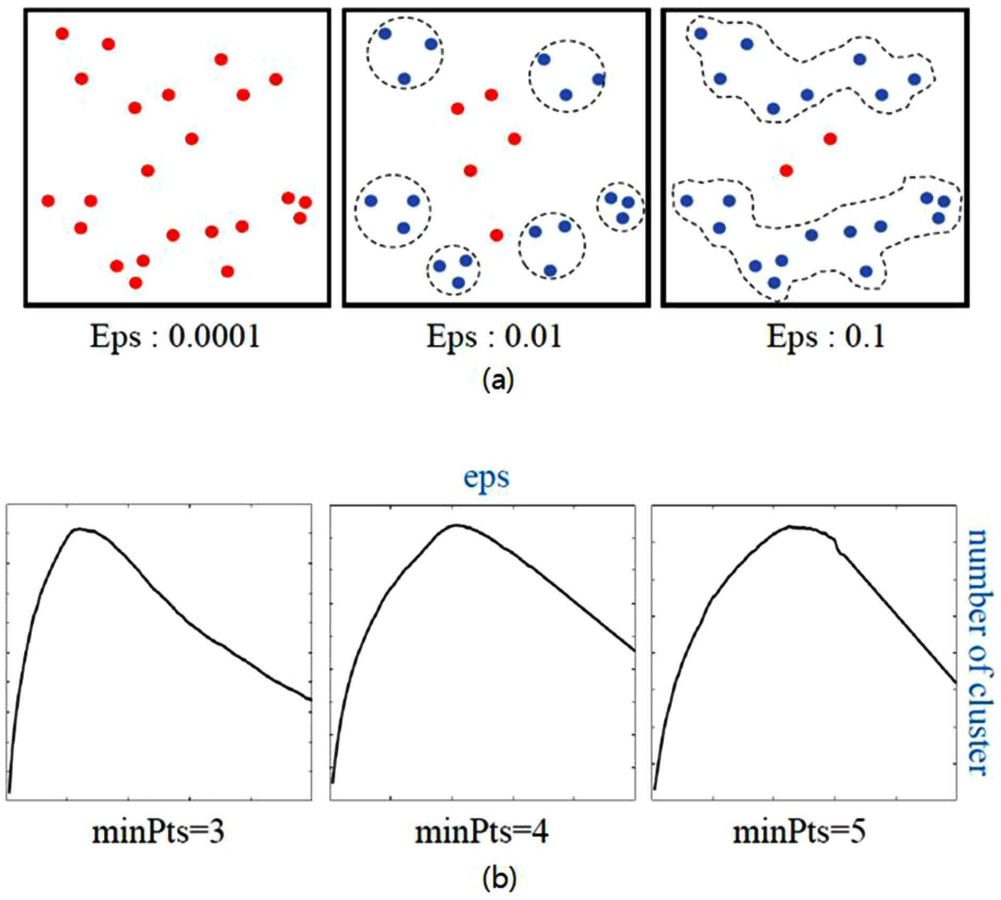 Eps : 0.0001
Eps : 0.01
Eps : 0.1
(a)
eps
number of cluster
minPts=3
minPts=4
minPts=5
(b)